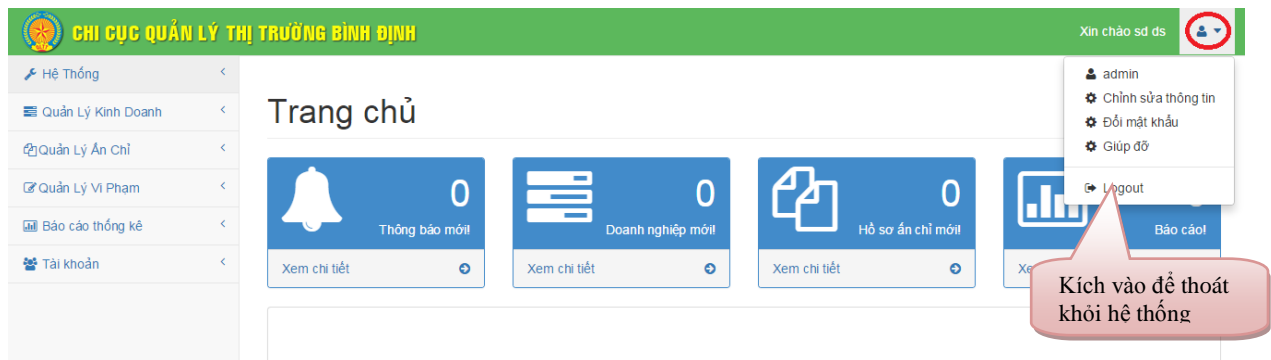 CHI CỤC QUẢN LÝ THỊ TRƯỜNG BÌNH ĐỊNH
Xin chào sd ds
Hệ Thống
Quản Lý Kinh Doanh
Quản Lý Ấn Chỉ
Quản Lý Vi Phạm
Báo cáo thống kê
Tài khoản
Trang chủ
admin
Chỉnh sửa thông tin
Đổi mật khẩu
Giúp đỡ
Logout
0
Thông báo mới!
Xem chi tiết
0
Doanh nghiệp mới!
Xem chi tiết
0
Hồ sơ ấn chỉ mới!
Xem chi tiết
Báo cáo!
Xe
Kích vào để thoát
khỏi hệ thống